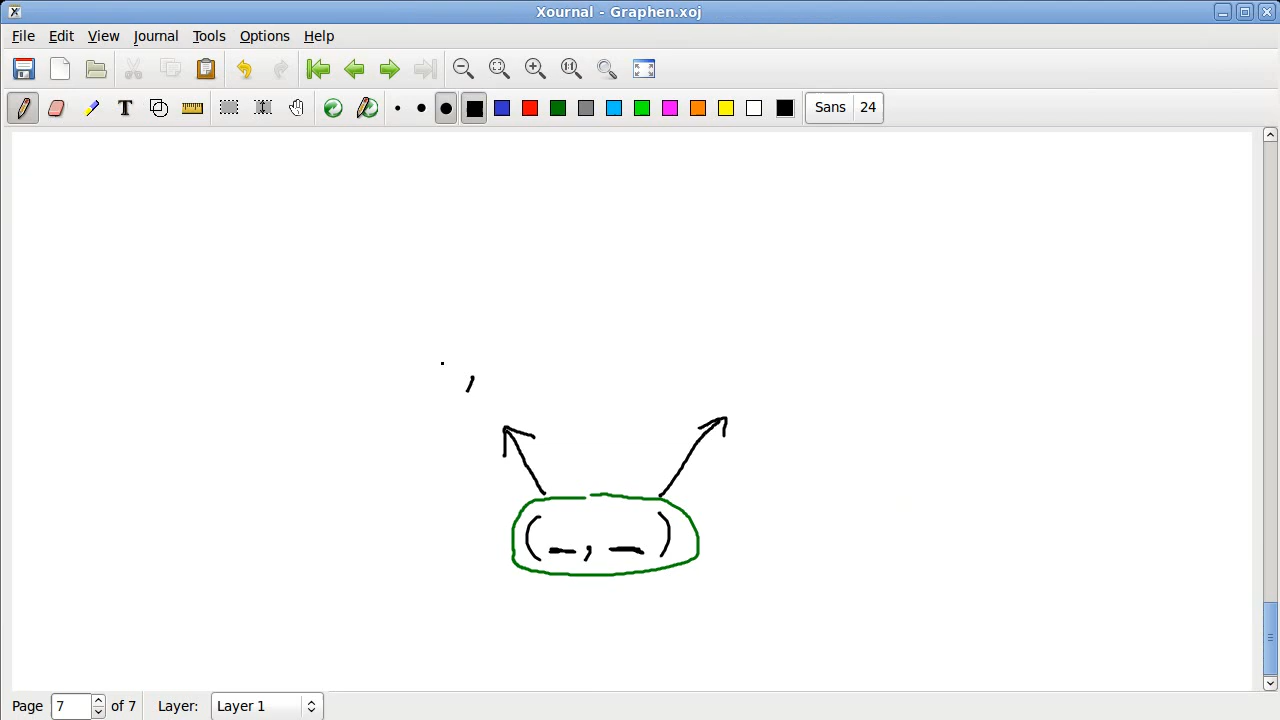 Xournal - Graphen.xoj
File Edit View Journal Tools Options Help
T Sans 24
,
(_, _)
Page 7 of 7 Layer: Layer 1